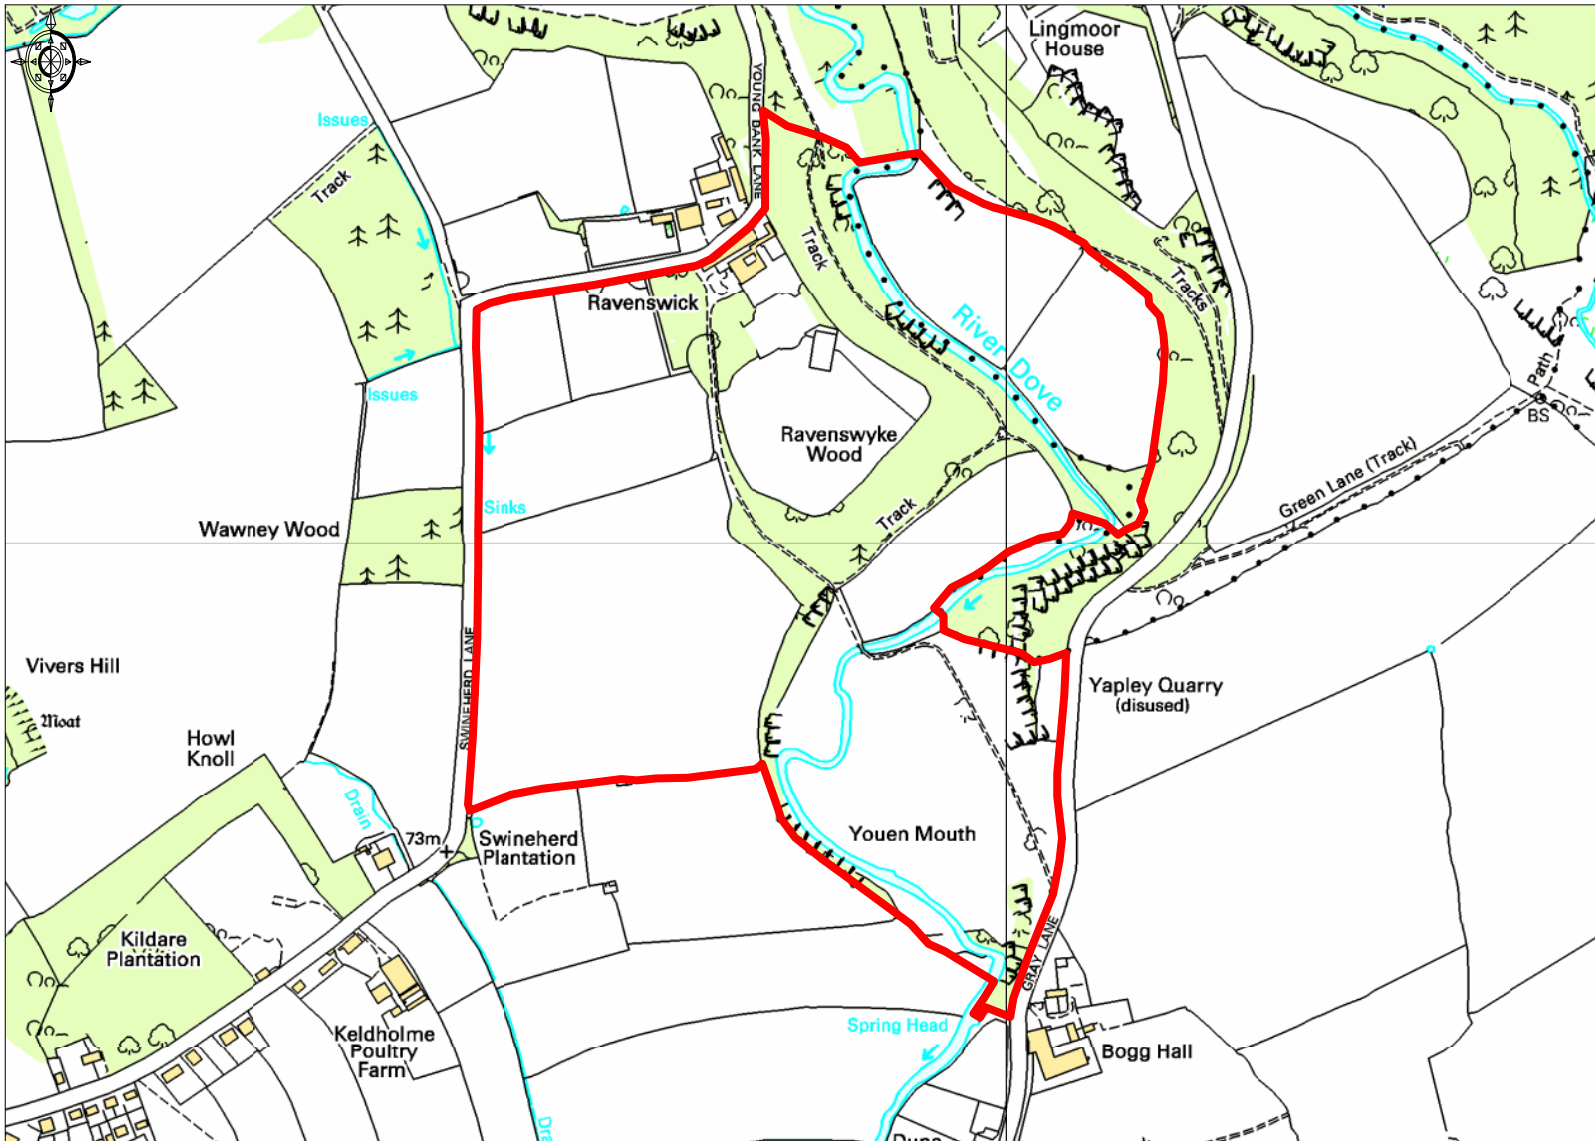 Lingmoor
House
YOUNG BANK LANE
Issues
Track
Track
Tracks
Ravenswick
River Dove
Issues
Path
BS
Ravenswyke
Wood
Green Lane (Track)
Sinks
Track
Wawney Wood
SWINEHERD LANE
Vivers Hill
Moat
Yapley Quarry
(disused)
Howl
Knoll
Drain
73m
Swineherd
Plantation
Youen Mouth
Kildare
Plantation
GRAY LANE
Spring Head
Keldholme
Poultry
Farm
Bogg Hall